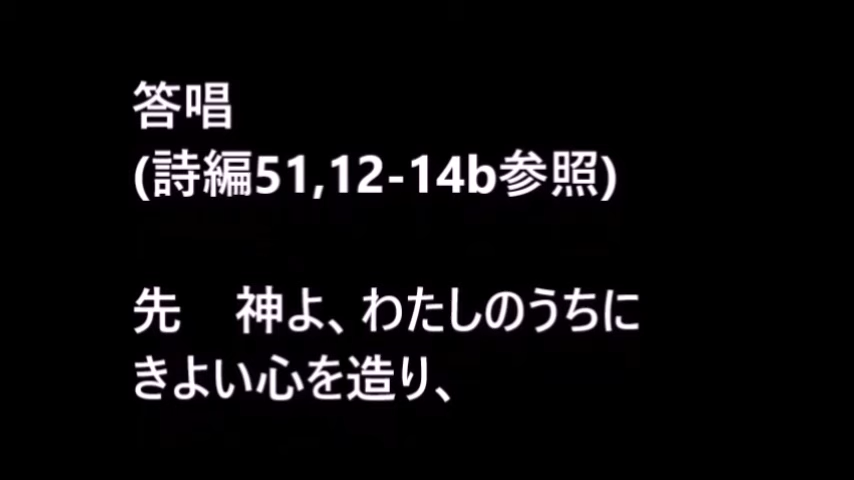 答唱
(詩編51,12-14b参照)
先　神よ、わたしのうちに
きよい心を造り、